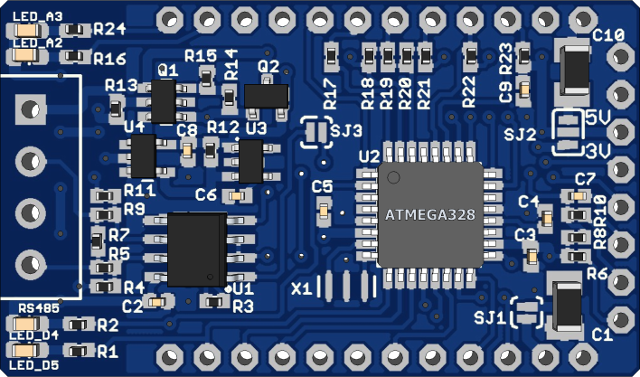 LED_A3
R24
LED_A2
R16
R13
Q1
R15
R14
Q2
R17
R18
R19
R20
R21
R22
R23
C9
C10
5V
SJ2
3V
U4
C8
R12
U3
SJ3
U2
ATMEGA328
R11
R9
R7
R5
R4
C6
C5
C7
C4
R10
R8
C3
R6
U1
C2
R3
X1
SJ1
C1
RS485
R2
LED_D4
R1
LED_D5